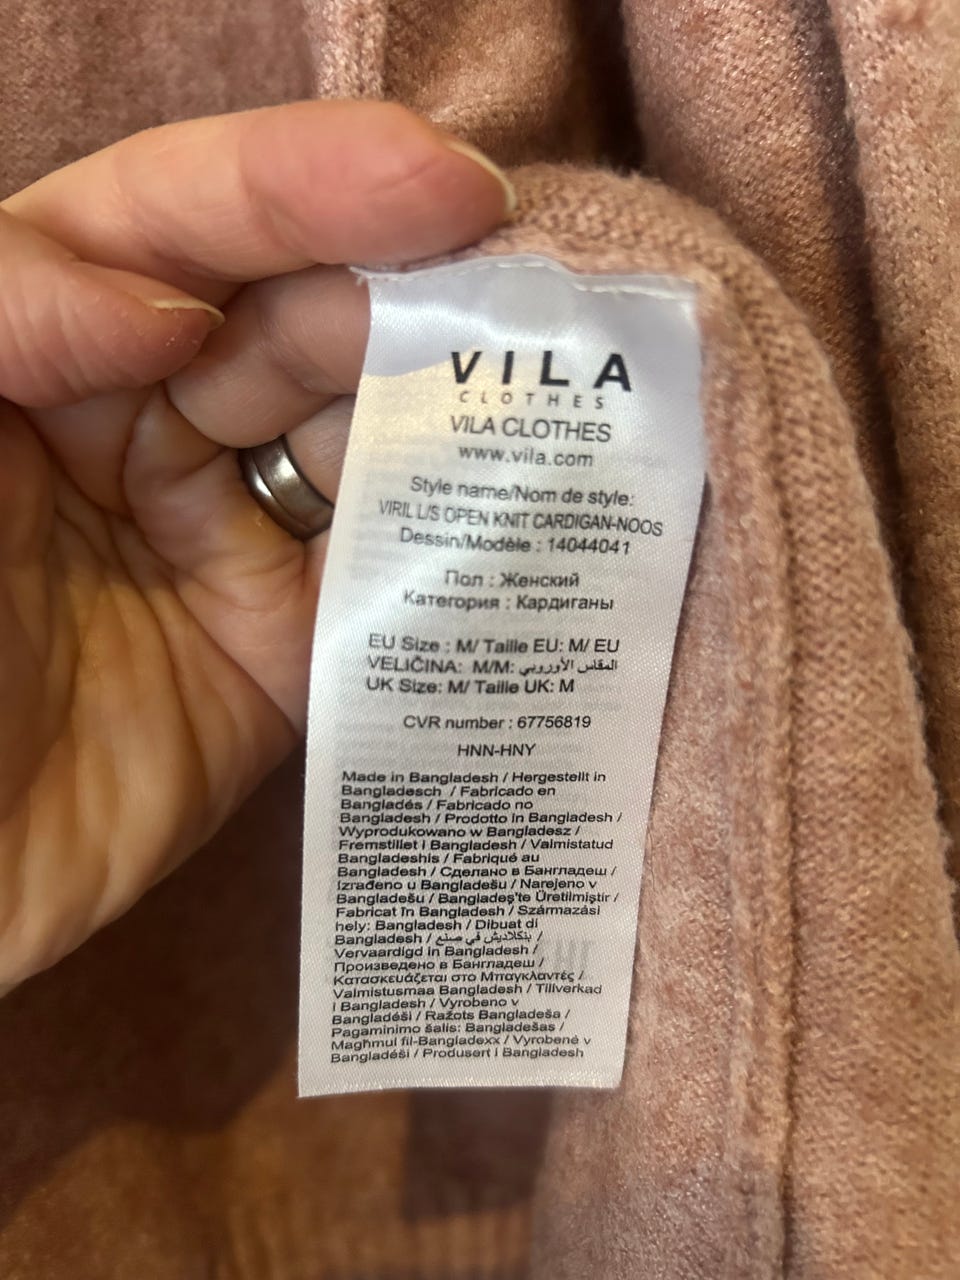 VILA
CLOTHES
VILA CLOTHES
www.vila.com
Style name/Nom de style:
VIRIL L/S OPEN KNIT CARDIGAN-NOOS
Dessin/Modèle : 14044041
Пол : Женский
Категория : Кардиганы
EU Size : M/ Taille EU: M/ EU
VELIČINA: M/M: المقاس الأوروبي
UK Size: M/ Taille UK: M
CVR number : 67756819
HNN-HNY
Made in Bangladesh / Hergestellt in
Bangladesch / Fabricado en
Bangladés / Fabricado no
Bangladesh / Prodotto in Bangladesh /
Wyprodukowano w Bangladesz /
Fremstillet i Bangladesh / Valmistatud
Bangladeshis / Fabriqué au
Bangladesh / Сделано в Бангладеш /
Izrađeno u Bangladešu / Narejeno v
Bangladešu / Bangladeş'te Üretilmiştir /
Fabricat în Bangladesh / Származási
hely: Bangladesh / Dibuat di
Bangladesh / بنكلاديش في صنع /
Vervaardigd in Bangladesh /
Произведено в Бангладеш /
Κατασκευάζεται στο Μπαγκλαντές /
Valmistusmaa Bangladesh / Tillverkad
i Bangladesh / Vyrobeno v
Bangladéši / Ražots Bangladeša /
Pagaminimo šalis: Bangladešas /
Magħmul fil-Bangladexx / Vyrobené v
Bangladéši / Produsert i Bangladesh